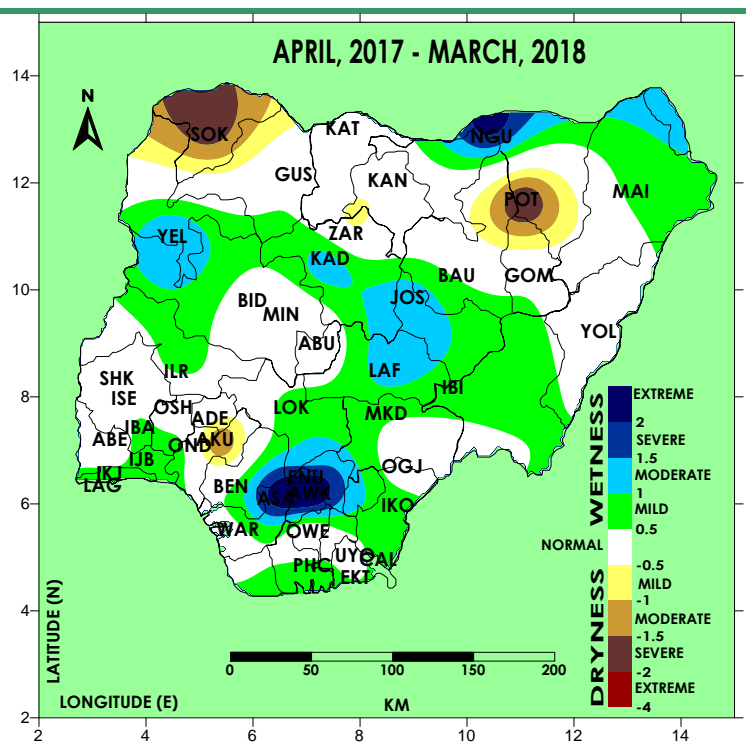 APRIL, 2017 - MARCH, 2018
14
N
KAT
NGU
SOK
12
GUS
KAN
MAI
POT
ZAR
YEL
KAD
BAU
GOM
10
BID
JOS
MIN
YOL
ABU
LAF
ILR
SHK
IBI
8
ISE
OSH
LOK
ADE
MKD
IBA
ABE
OND
AKU
IJB
OGJ
IKJ
ENU
LAG
BEN
ASA
AWK
6
IKO
WAR
OWE
UYO
CAL
PHC
EKT
4
2
LATITUDE (N)
LONGITUDE (E)
0 50 100 150 200
KM
2 4 6 8 10 12 14
WETNESS
DRYNESS
EXTREME
2
SEVERE
1.5
MODERATE
1
MILD
0.5
NORMAL
-0.5
MILD
-1
MODERATE
-1.5
SEVERE
-2
EXTREME
-4